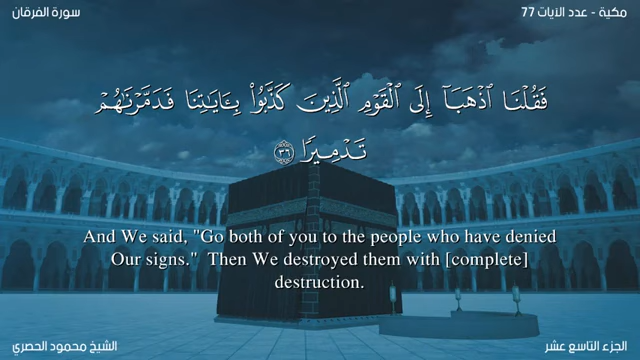 سورة الفرقان
مكية - عدد الآيات 77
فَقُلْنَا ٱذْهَبَآ إِلَى ٱلْقَوْمِ ٱلَّذِينَ كَذَّبُوا۟ بِـَٔايَـٰتِنَا فَدَمَّرْنَـٰهُمْ
تَدْمِيرًا ٣٦
And We said, "Go both of you to the people who have denied
Our signs." Then We destroyed them with [complete]
destruction.
الشيخ محمود الحصري
الجزء التاسع عشر